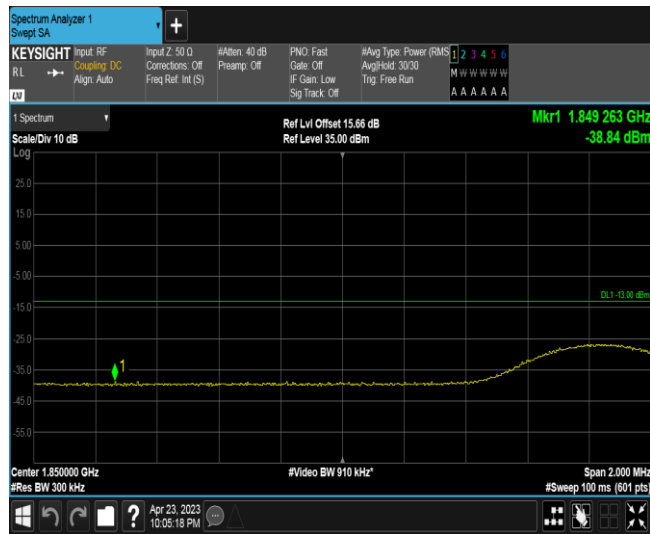 Spectrum Analyzer 1
Swept SA
+
KEYSIGHT Input: RF Input Z: 50 Ω #Atten: 40 dB PNO: Fast #Avg Type: Power (RMS 1 2 3 4 5 6
RL Coupling: DC Corrections: Off Preamp: Off Gate: Off Avg|Hold: 30/30 M W W W W W
Align: Auto Freq Ref: Int (S) IF Gain: Low Trig: Free Run
LXI Sig Track: Off A A A A A A
1 Spectrum Ref Lvl Offset 15.66 dB Mkr1 1.849 263 GHz
Scale/Div 10 dB Ref Level 35.00 dBm -38.84 dBm
Log
25.0
15.0
5.00
-5.00
DL1 -13.00 dBm
-15.0
-25.0
1
-35.0
-45.0
-55.0
Center 1.850000 GHz #Video BW 910 kHz* Span 2.000 MHz
#Res BW 300 kHz #Sweep 100 ms (601 pts)
? Apr 23, 2023
10:05:18 PM